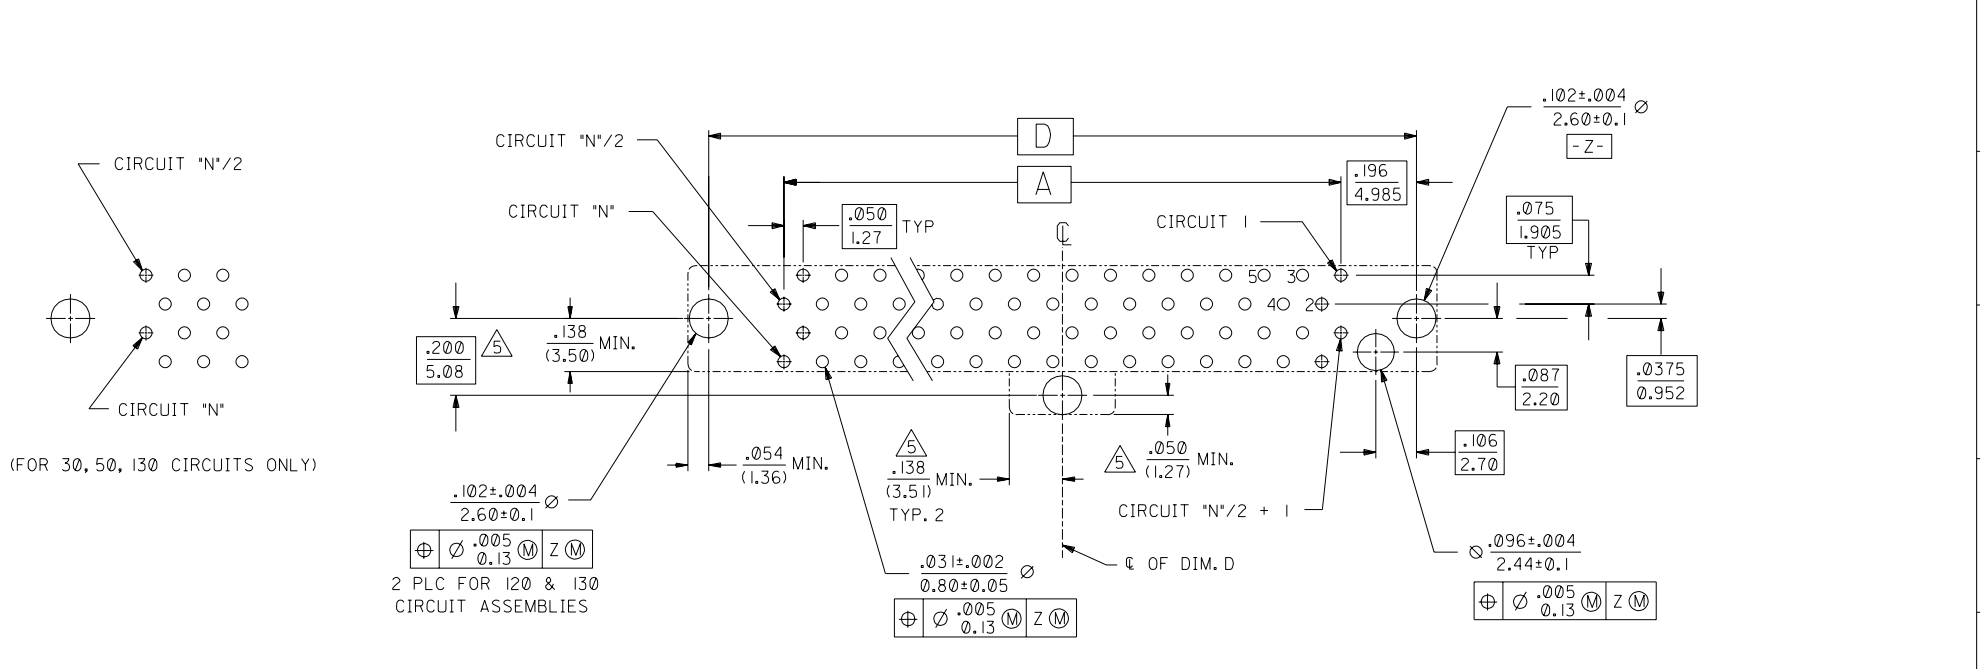 CIRCUIT "N"/2
CIRCUIT "N"
(FOR 30,50,130 CIRCUITS ONLY)
CIRCUIT "N"/2
CIRCUIT "N"
D
A
.050
1.27
TYP
℄
CIRCUIT 1
.196
4.985
.102±.004
2.60±0.1
Ø
-Z-
.075
1.905
TYP
5 3
4 2
.200
5.08
5
.138
(3.50)
MIN.
.087
2.20
.0375
0.952
.106
2.70
.054
(1.36)
MIN.
5
.138
(3.51)
MIN.
TYP. 2
5
.050
(1.27)
MIN.
CIRCUIT "N"/2 + 1
℄ OF DIM. D
.102±.004
2.60±0.1
Ø
⌖ Ø .005 Ⓜ Z Ⓜ
0.13
2 PLC FOR 120 & 130
CIRCUIT ASSEMBLIES
.031±.002
0.80±0.05
Ø
⌖ Ø .005 Ⓜ Z Ⓜ
0.13
Ø .096±.004
2.44±0.1
⌖ Ø .005 Ⓜ Z Ⓜ
0.13